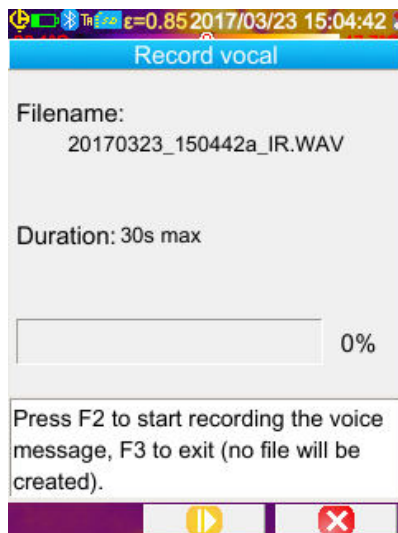 ε=0.85 2017/03/23 15:04:42
Record vocal
Filename:
20170323_150442a_IR.WAV
Duration: 30s max
0%
Press F2 to start recording the voice
message, F3 to exit (no file will be
created).